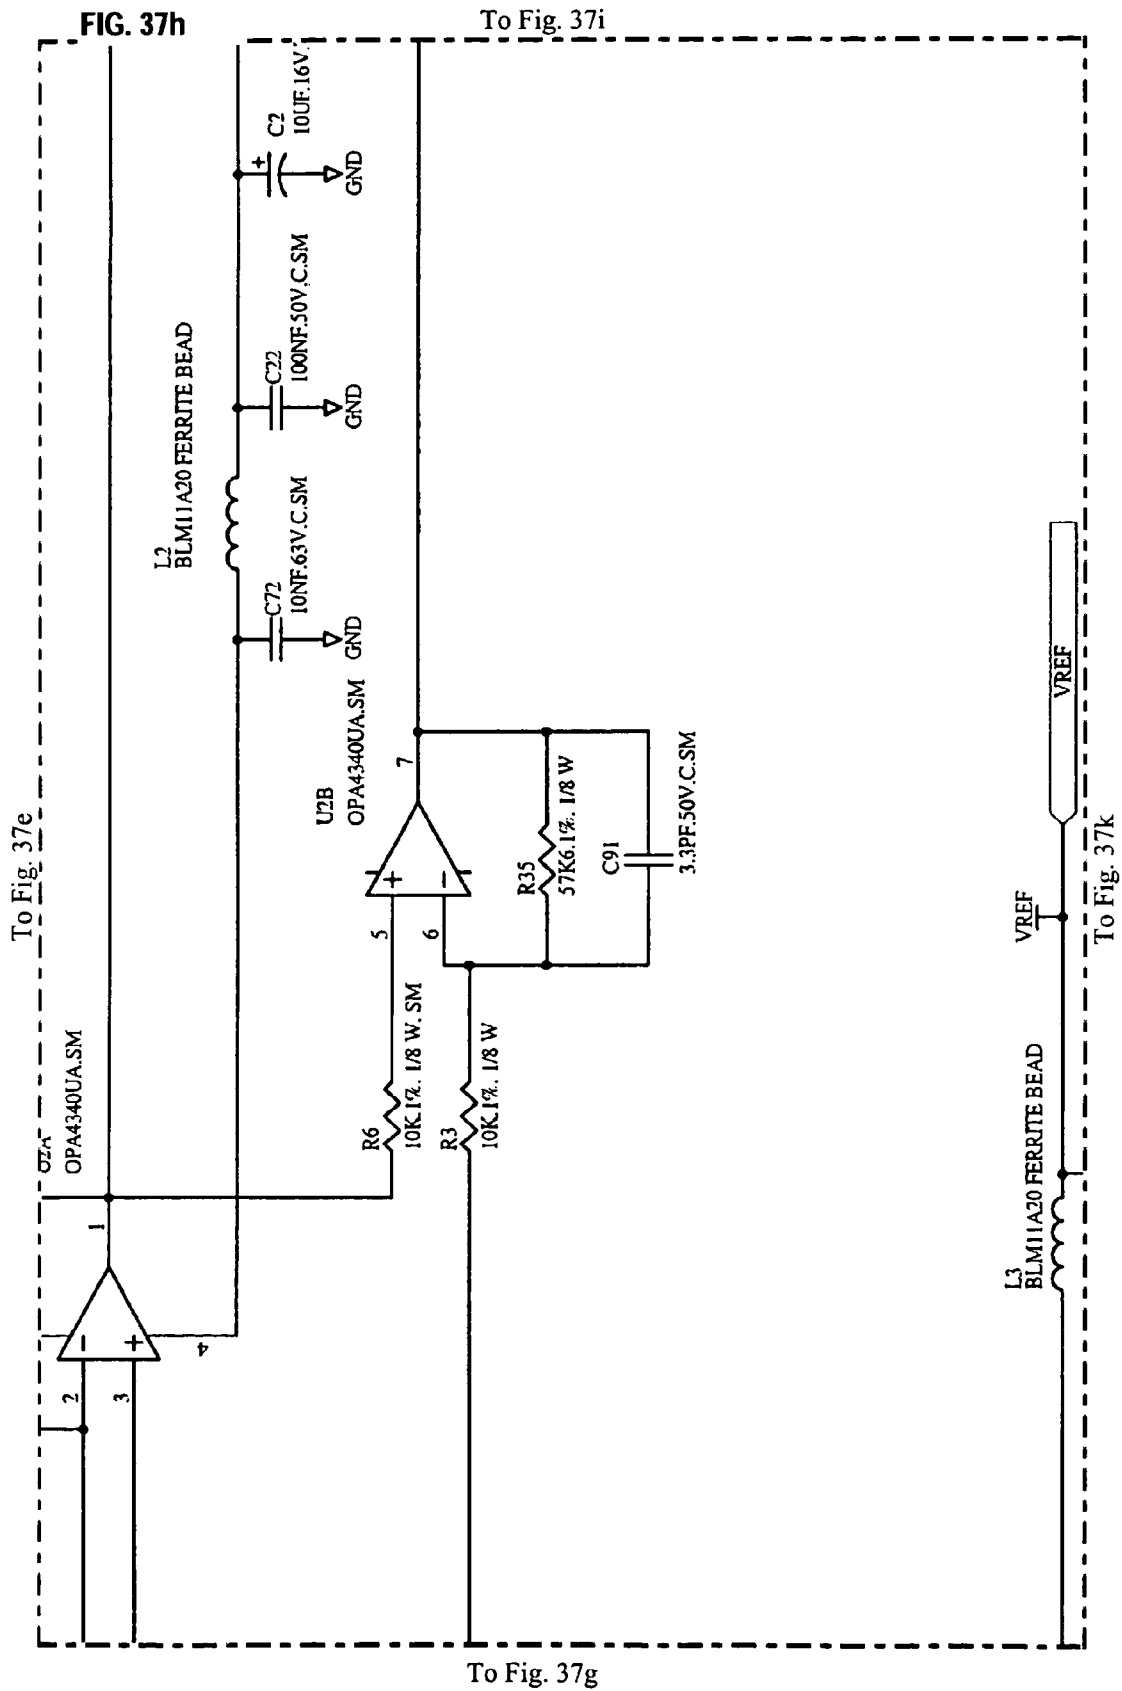 FIG. 37h
To Fig. 37i
To Fig. 37e
To Fig. 37k
To Fig. 37g
OPA4340UA.SM
1
2
3
4
L2
BLM11A20 FERRITE BEAD
C72
10NF.63V.C.SM
GND
C22
100NF.50V.C.SM
GND
+
C2
10UF.16V.
GND
U2B
OPA4340UA.SM
5
6
7
R6
10K.1%. 1/8 W. SM
R3
10K.1%. 1/8 W
R35
57K6.1%. 1/8 W
C91
3.3PF.50V.C.SM
L3
BLM11A20 FERRITE BEAD
VREF
VREF